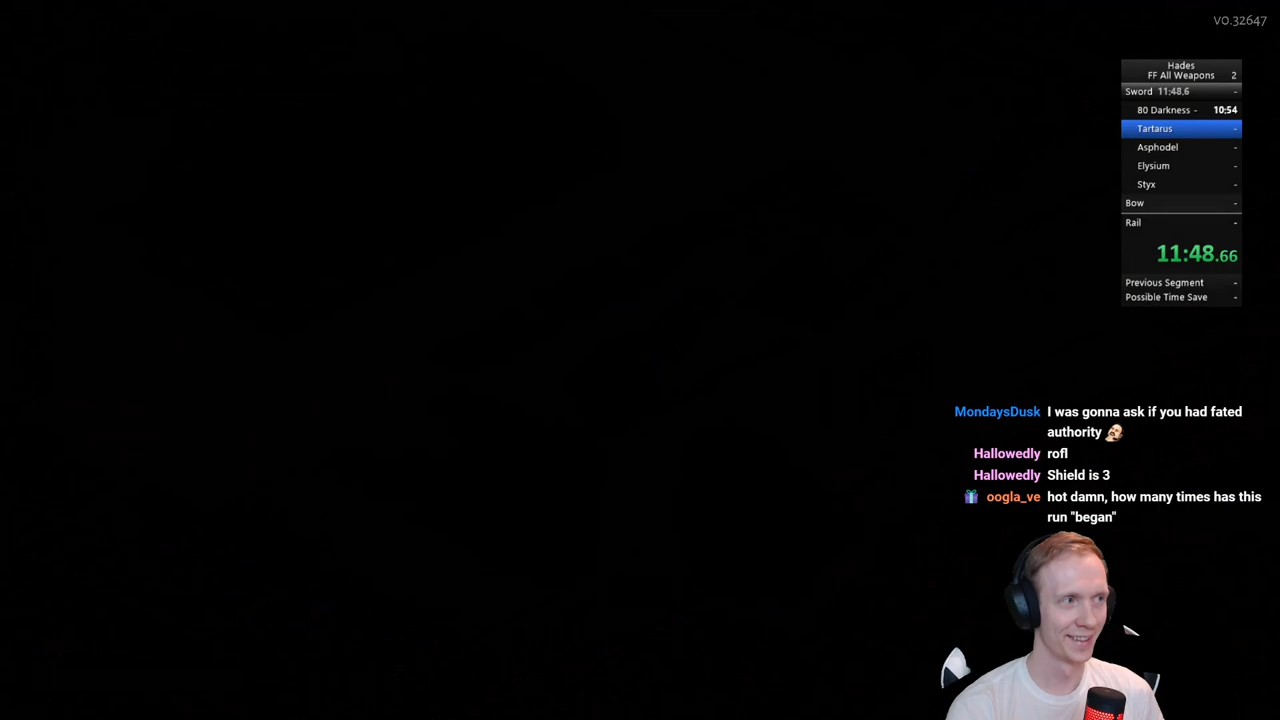 V0.32647
Hades
FF All Weapons 2
Sword 11:48.6 -
80 Darkness - 10:54
Tartarus -
Asphodel -
Elysium -
Styx -
Bow -
Rail -
11:48.66
Previous Segment -
Possible Time Save -
MondaysDusk I was gonna ask if you had fated
authority
Hallowedly rofl
Hallowedly Shield is 3
oogla_ve hot damn, how many times has this
run "began"